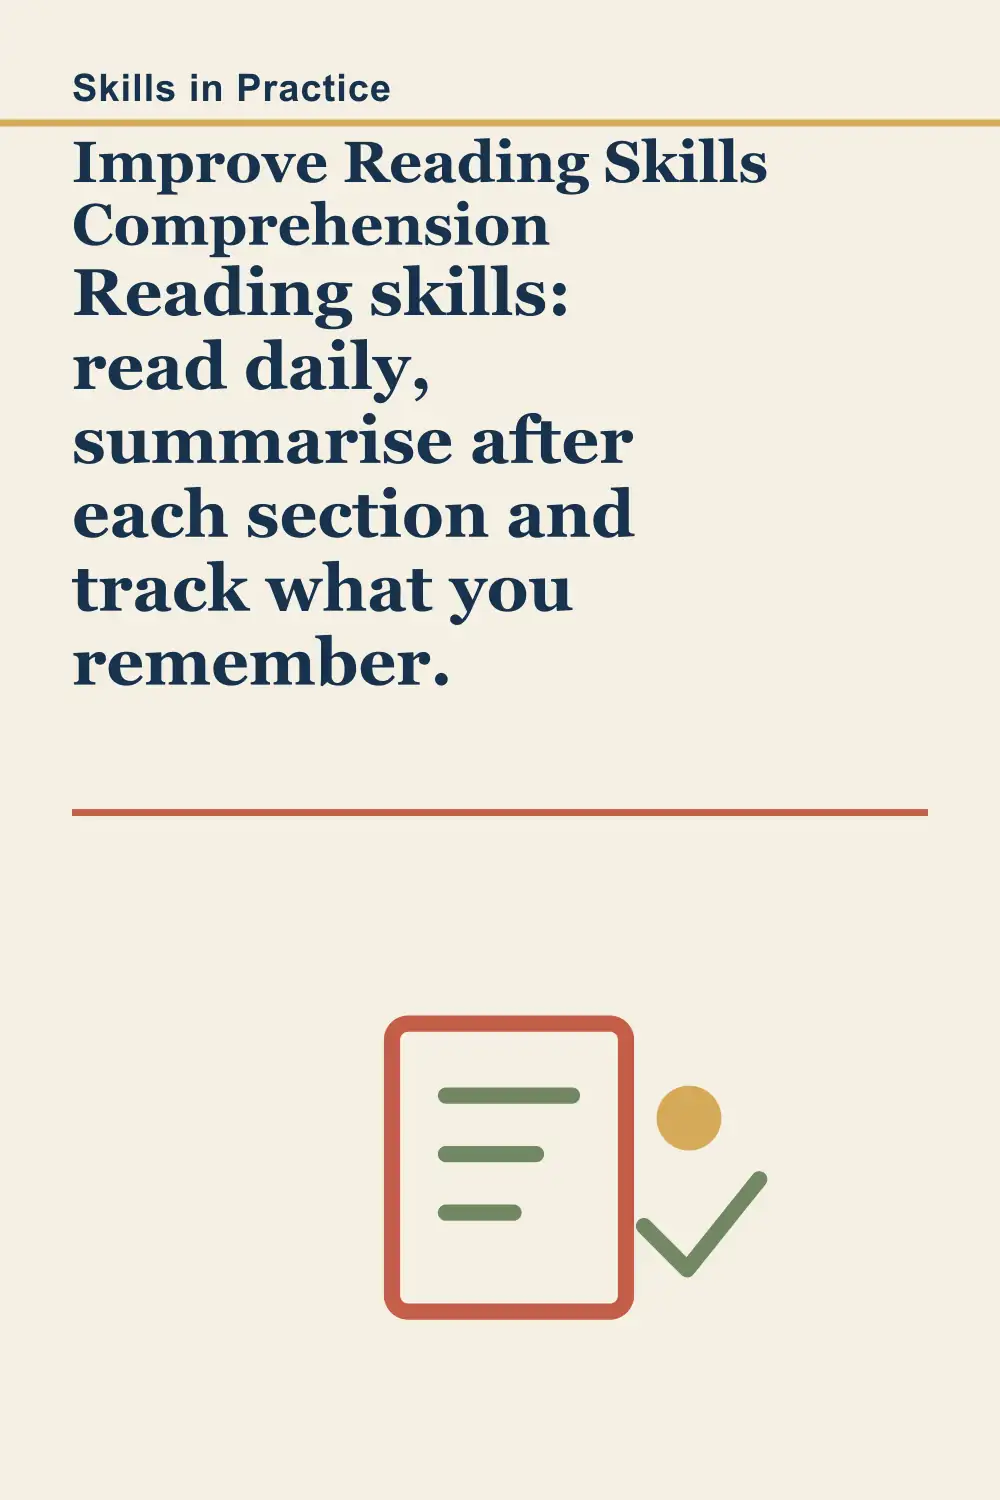 Skills in Practice
Improve Reading Skills
Comprehension
Reading skills:
read daily,
summarise after
each section and
track what you
remember.